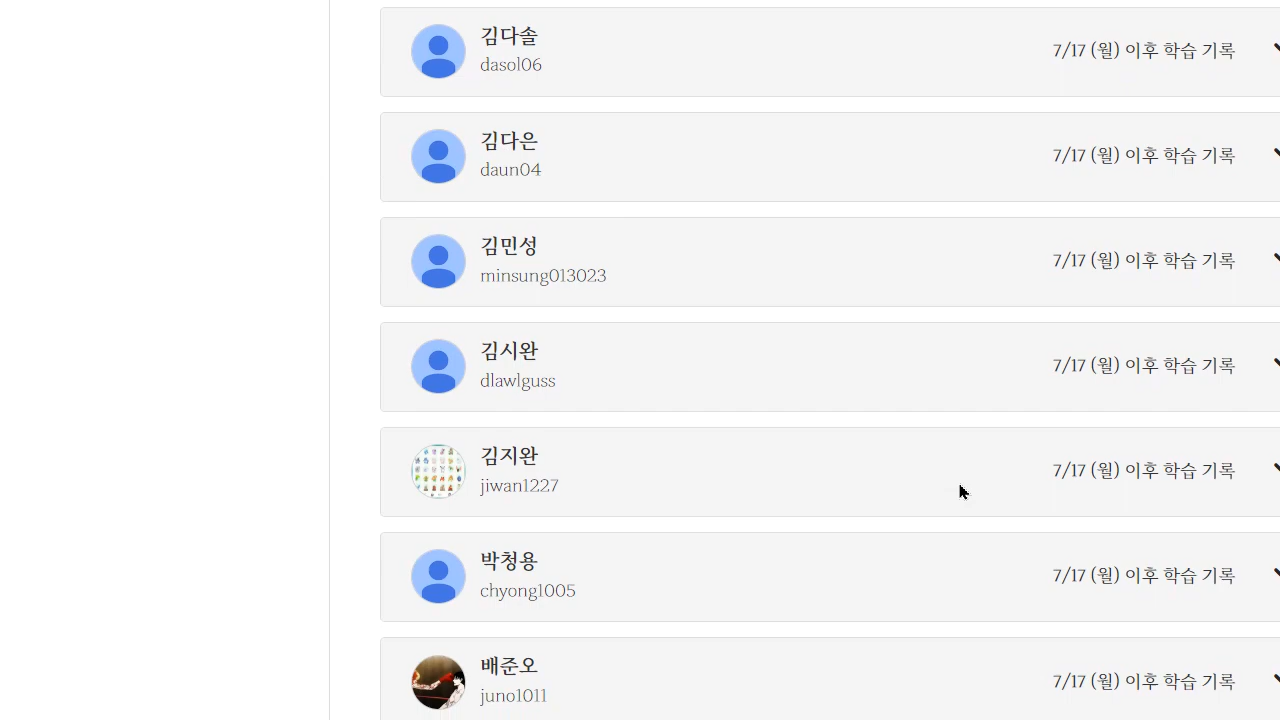 김다솔
dasol06
7/17 (월) 이후 학습 기록
김다은
daun04
7/17 (월) 이후 학습 기록
김민성
minsung013023
7/17 (월) 이후 학습 기록
김시완
dlawlguss
7/17 (월) 이후 학습 기록
김지완
jiwan1227
7/17 (월) 이후 학습 기록
박청용
chyong1005
7/17 (월) 이후 학습 기록
배준오
juno1011
7/17 (월) 이후 학습 기록